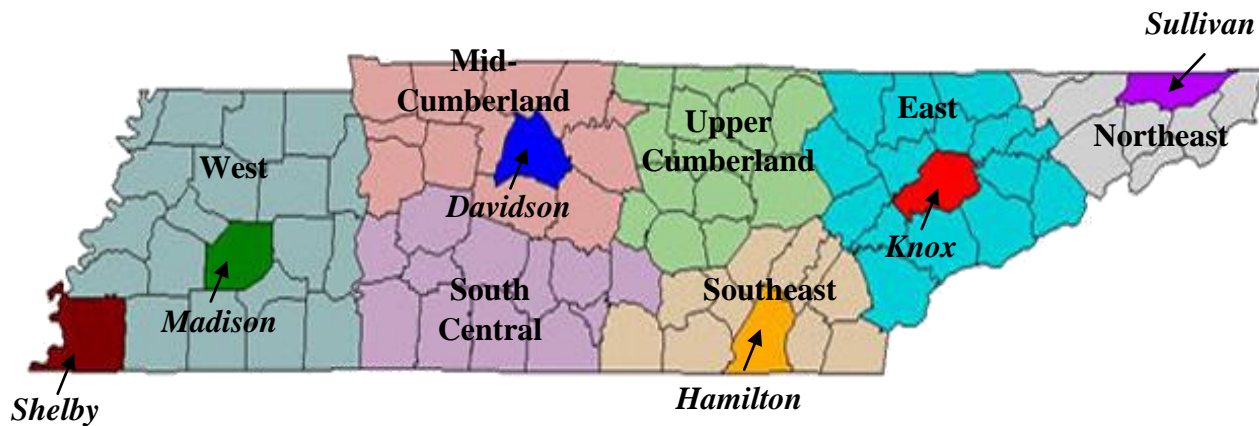 Sullivan
Mid-
Cumberland
East
Upper
Cumberland
Northeast
West
Davidson
Knox
South
Central
Southeast
Madison
Shelby
Hamilton